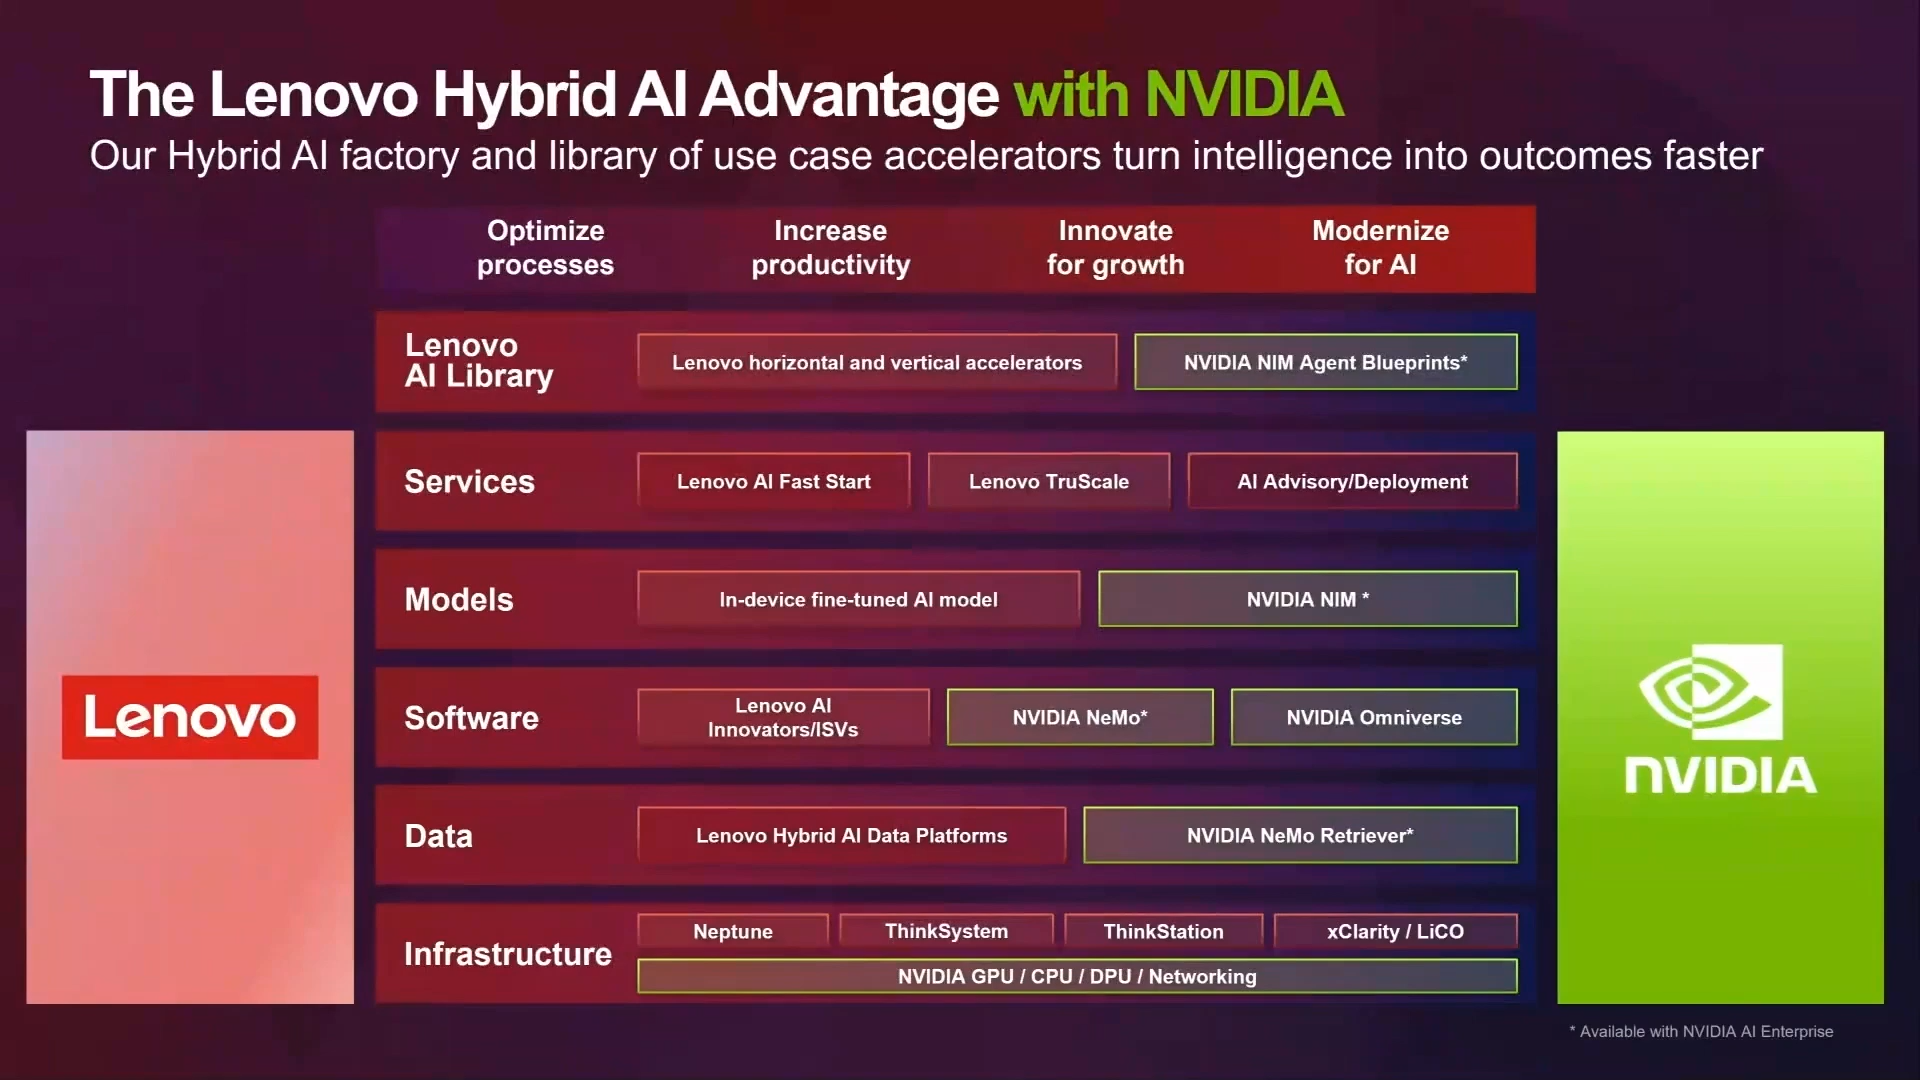 The Lenovo Hybrid AI Advantage with NVIDIA
Our Hybrid AI factory and library of use case accelerators turn intelligence into outcomes faster
Optimize
processes
Increase
productivity
Innovate
for growth
Modernize
for AI
Lenovo
AI Library
Lenovo horizontal and vertical accelerators
NVIDIA NIM Agent Blueprints*
Services
Lenovo AI Fast Start
Lenovo TruScale
AI Advisory/Deployment
Models
In-device fine-tuned AI model
NVIDIA NIM *
Software
Lenovo AI
Innovators/ISVs
NVIDIA NeMo*
NVIDIA Omniverse
Data
Lenovo Hybrid AI Data Platforms
NVIDIA NeMo Retriever*
Infrastructure
Neptune
ThinkSystem
ThinkStation
xClarity / LiCO
NVIDIA GPU / CPU / DPU / Networking
Lenovo
NVIDIA
* Available with NVIDIA AI Enterprise